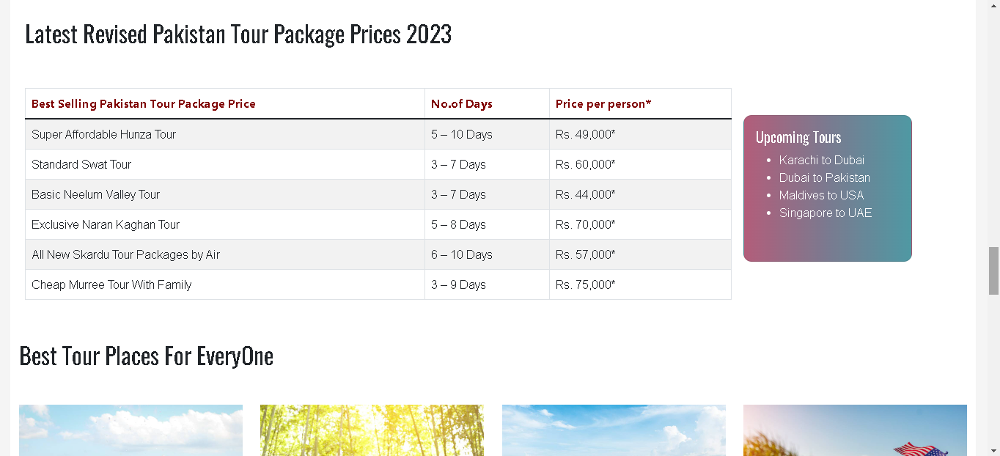 Latest Revised Pakistan Tour Package Prices 2023
Best Selling Pakistan Tour Package Price No.of Days Price per person*
Super Affordable Hunza Tour 5 – 10 Days Rs. 49,000*
Standard Swat Tour 3 – 7 Days Rs. 60,000*
Basic Neelum Valley Tour 3 – 7 Days Rs. 44,000*
Exclusive Naran Kaghan Tour 5 – 8 Days Rs. 70,000*
All New Skardu Tour Packages by Air 6 – 10 Days Rs. 57,000*
Cheap Murree Tour With Family 3 – 9 Days Rs. 75,000*
Upcoming Tours
• Karachi to Dubai
• Dubai to Pakistan
• Maldives to USA
• Singapore to UAE
Best Tour Places For EveryOne